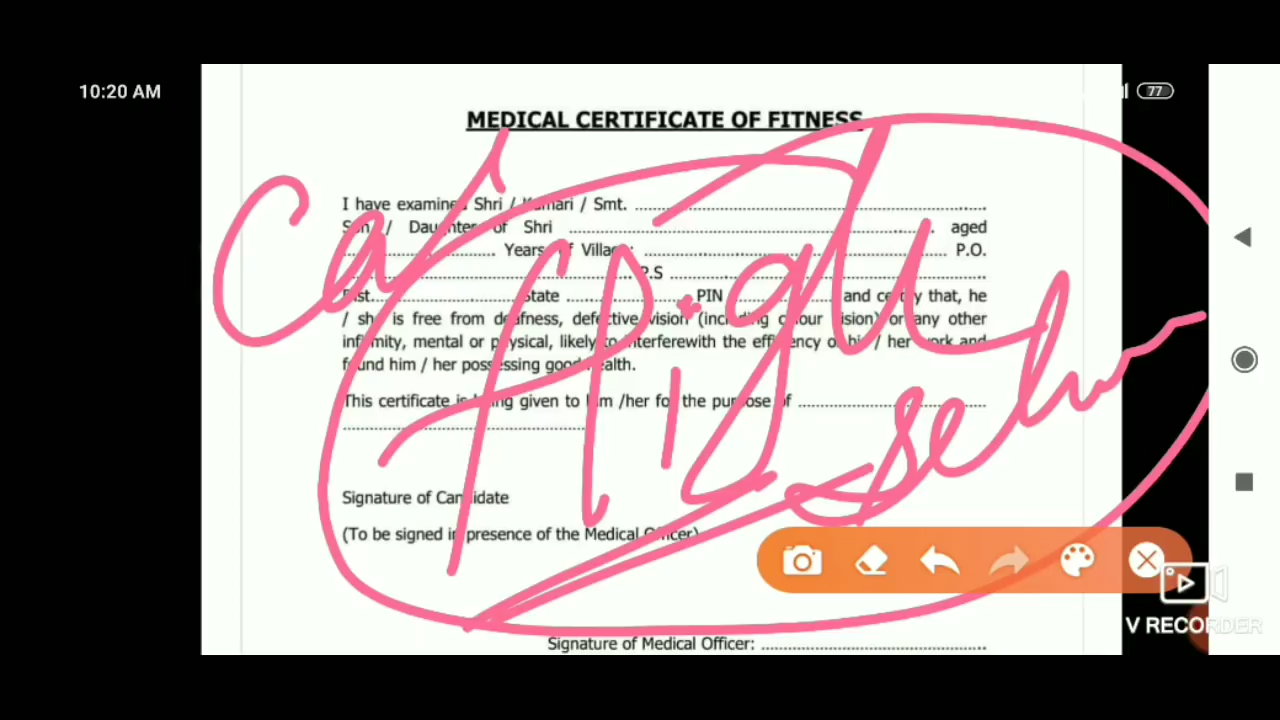 10:20 AM
77
MEDICAL CERTIFICATE OF FITNESS
I have examined Shri / Kumari / Smt. ........................................................................
Son / Daughter of Shri ........................................................................ aged
.............................. Years of Village: ........................................................ P.O.
........................................................ P.S ................................................................
Dist............................ State ........................ PIN ...................... and certify that, he
/ she is free from deafness, defective vision (including colour vision) or any other
infirmity, mental or physical, likely to interferewith the efficiency of his / her work and
found him / her possessing good health.
This certificate is being given to him /her for the purpose of ......................................
..................................................
Signature of Candidate
(To be signed in presence of the Medical Officer)
Signature of Medical Officer: ..............................................
High
V RECORDER